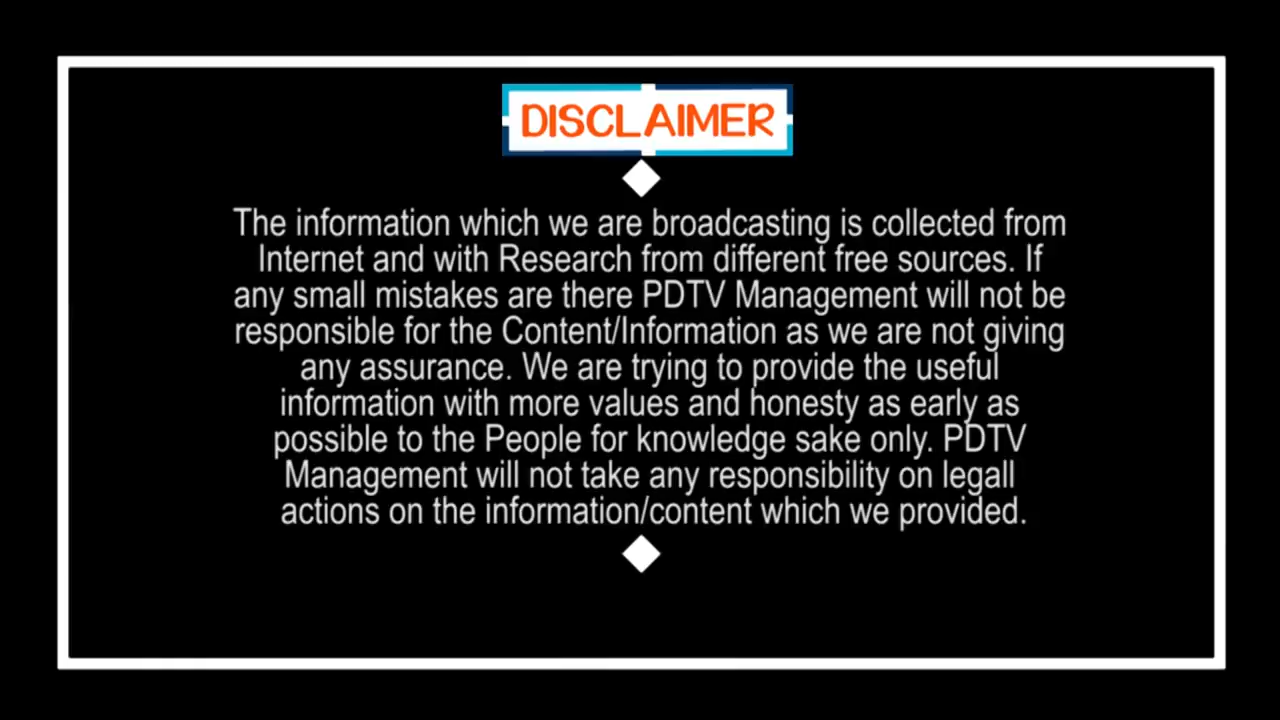 DISCLAIMER
The information which we are broadcasting is collected from
Internet and with Research from different free sources. If
any small mistakes are there PDTV Management will not be
responsible for the Content/Information as we are not giving
any assurance. We are trying to provide the useful
information with more values and honesty as early as
possible to the People for knowledge sake only. PDTV
Management will not take any responsibility on legall
actions on the information/content which we provided.